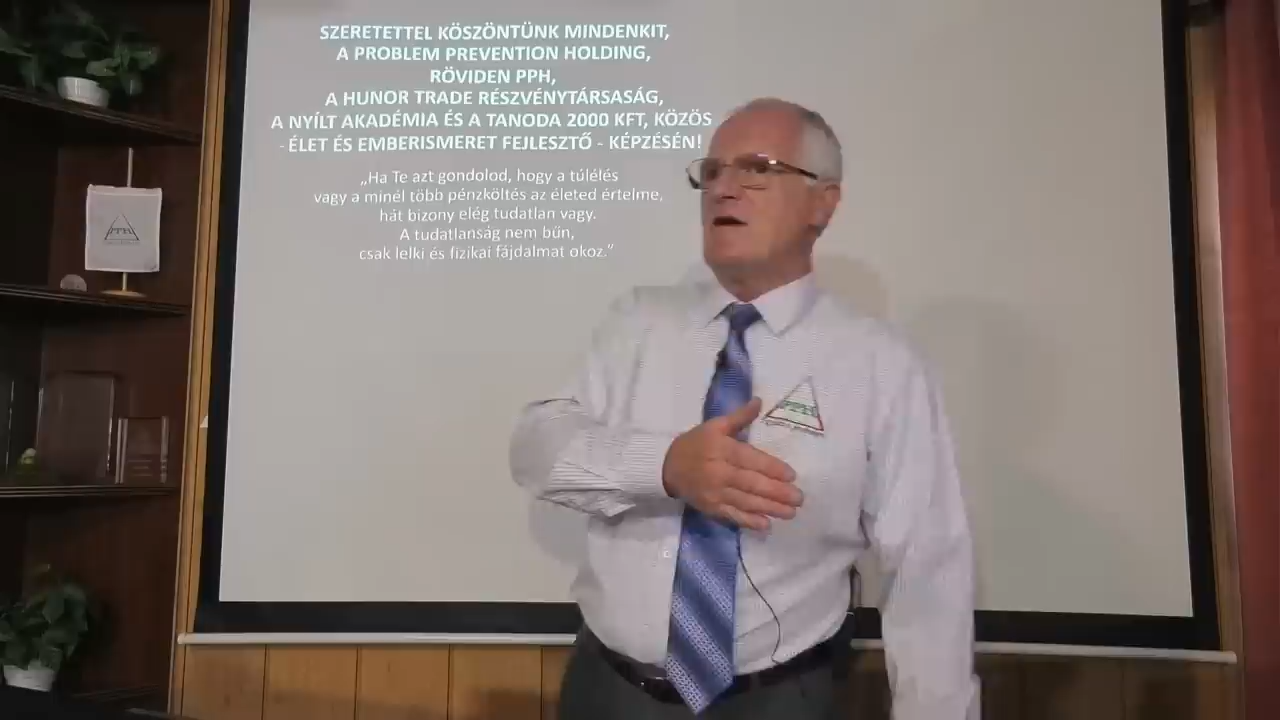 SZERETETTEL KÖSZÖNTÜNK MINDENKIT,
A PROBLEM PREVENTION HOLDING,
RÖVIDEN PPH,
A HUNOR TRADE RÉSZVÉNYTÁRSASÁG,
A NYÍLT AKADÉMIA ÉS A TANODA 2000 KFT, KÖZÖS
- ÉLET ÉS EMBERISMERET FEJLESZTŐ - KÉPZÉSÉN!
„Ha Te azt gondolod, hogy a túlélés
vagy a minél több pénzköltés az életed értelme,
hát bizony elég tudatlan vagy.
A tudatlanság nem bűn,
csak lelki és fizikai fájdalmat okoz.”